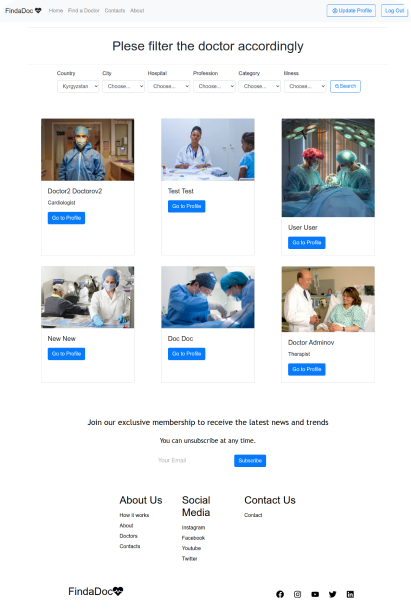 FindaDoc Home Find a Doctor Contacts About Update Profile Log Out
Plese filter the doctor accordingly
Country City Hospital Profession Category Illness
Kyrgyzstan Choose... Choose... Choose... Choose... Choose... Search
Doctor2 Doctorov2
Cardiologist
Go to Profile
Test Test
Go to Profile
User User
Go to Profile
New New
Go to Profile
Doc Doc
Go to Profile
Doctor Adminov
Therapist
Go to Profile
Join our exclusive membership to receive the latest news and trends
You can unsubscribe at any time.
Your Email Subscribe
About Us
How it works
About
Doctors
Contacts
Social
Media
Instagram
Facebook
Youtube
Twitter
Contact Us
Contact
FindaDoc